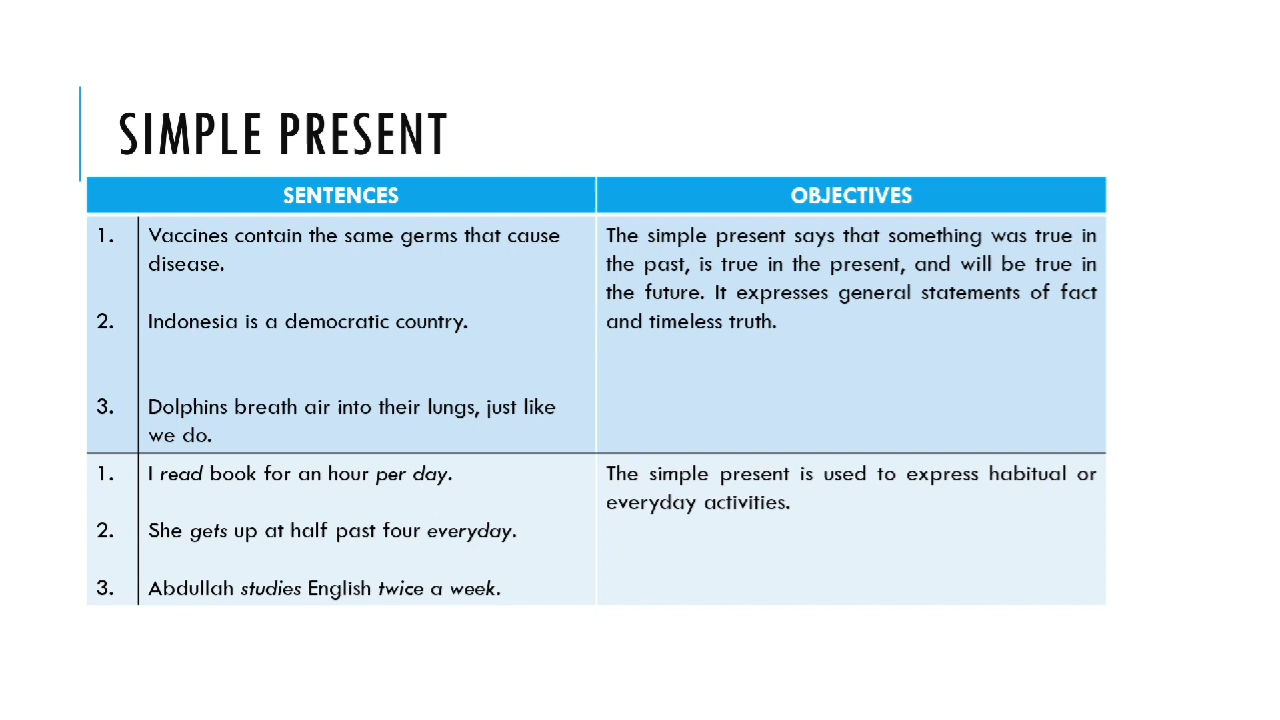 SIMPLE PRESENT
SENTENCES
OBJECTIVES
1. Vaccines contain the same germs that cause
disease.
2. Indonesia is a democratic country.
3. Dolphins breath air into their lungs, just like
we do.
The simple present says that something was true in
the past, is true in the present, and will be true in
the future. It expresses general statements of fact
and timeless truth.
1. I read book for an hour per day.
2. She gets up at half past four everyday.
3. Abdullah studies English twice a week.
The simple present is used to express habitual or
everyday activities.